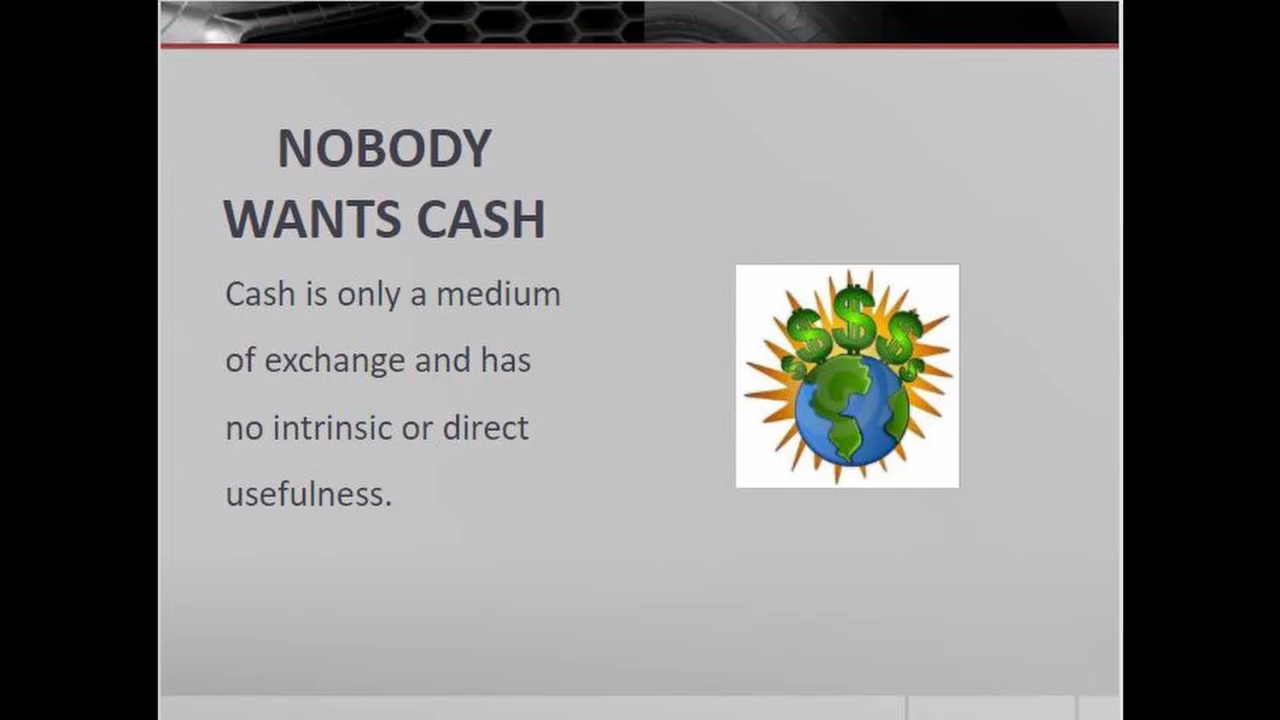 NOBODY
WANTS CASH
Cash is only a medium
of exchange and has
no intrinsic or direct
usefulness.
$ $ $